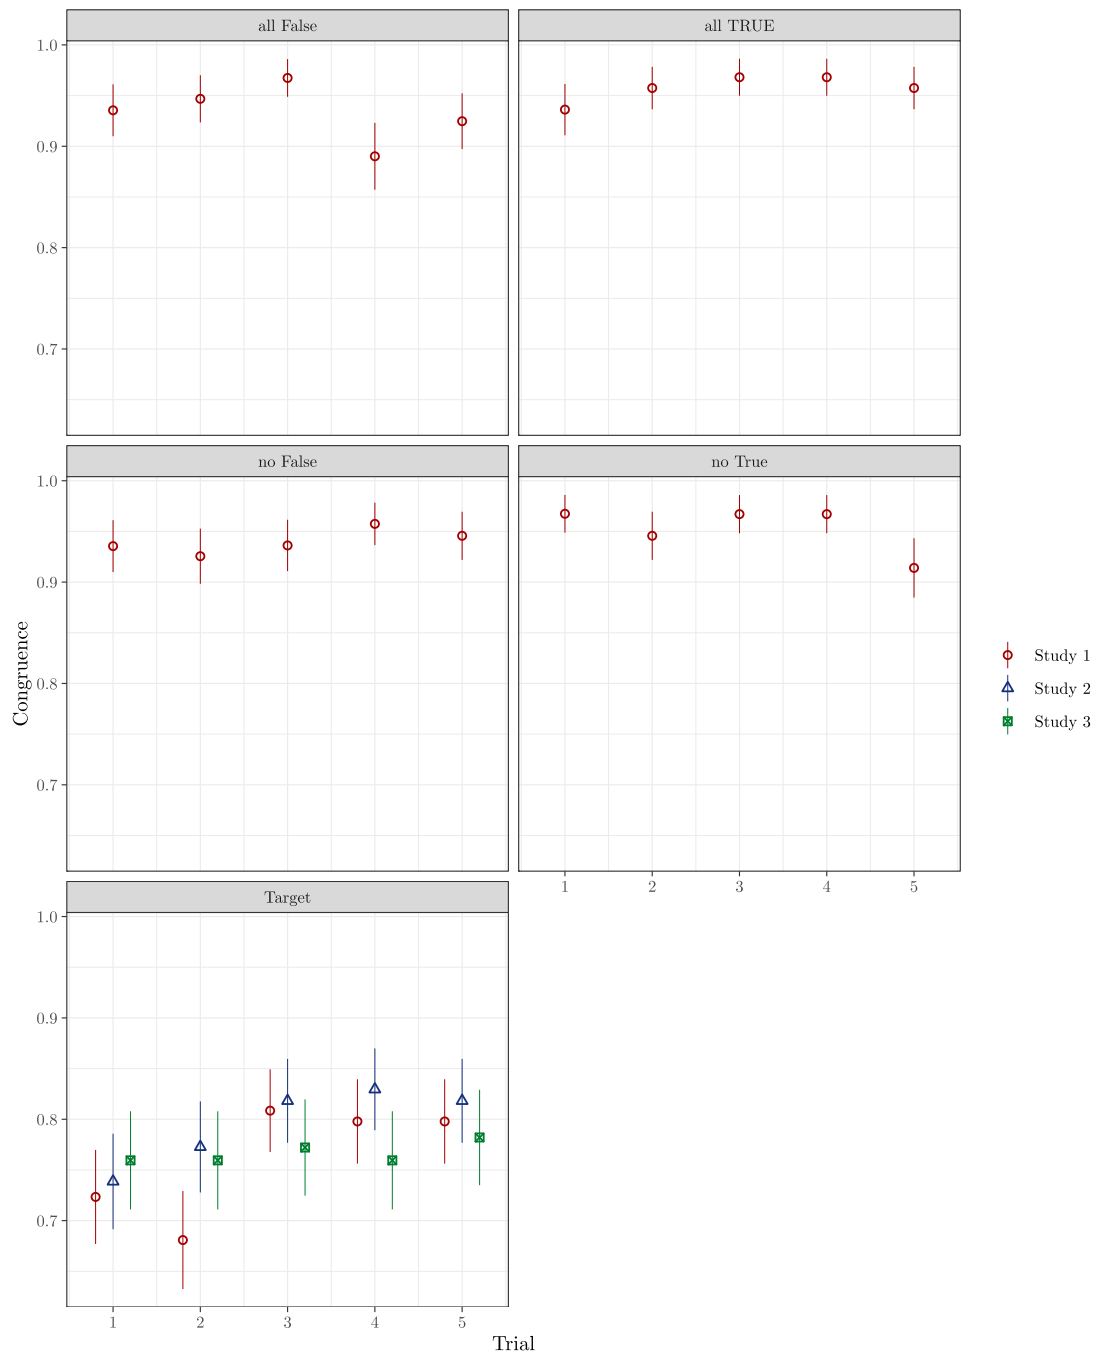 all False
all TRUE
1.0
0.9
0.8
0.7
no False
no True
1.0
0.9
0.8
0.7
1 2 3 4 5
Congruence
Study 1
Study 2
Study 3
Target
1.0
0.9
0.8
0.7
1 2 3 4 5
Trial